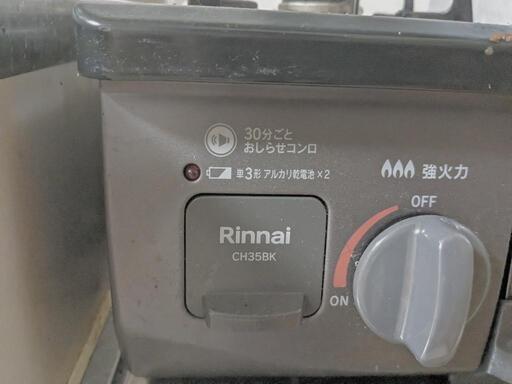 30分ごと
おしらせコンロ
単3形 アルカリ乾電池×2
強火力
OFF
Rinnai
CH35BK
ON